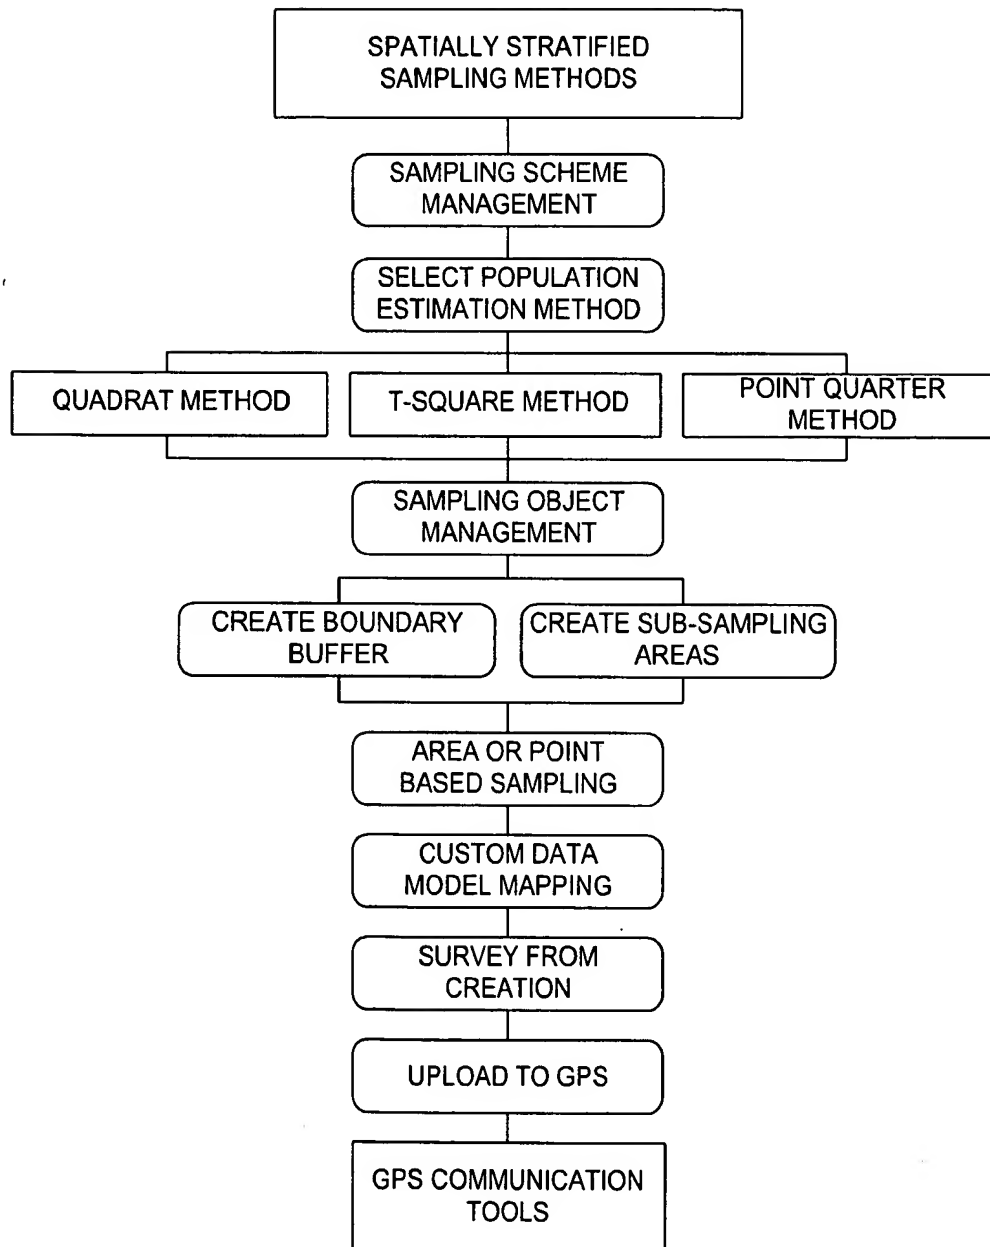 SPATIALLY STRATIFIED
SAMPLING METHODS
SAMPLING SCHEME
MANAGEMENT
SELECT POPULATION
ESTIMATION METHOD
QUADRAT METHOD
T-SQUARE METHOD
POINT QUARTER
METHOD
SAMPLING OBJECT
MANAGEMENT
CREATE BOUNDARY
BUFFER
CREATE SUB-SAMPLING
AREAS
AREA OR POINT
BASED SAMPLING
CUSTOM DATA
MODEL MAPPING
SURVEY FROM
CREATION
UPLOAD TO GPS
GPS COMMUNICATION
TOOLS